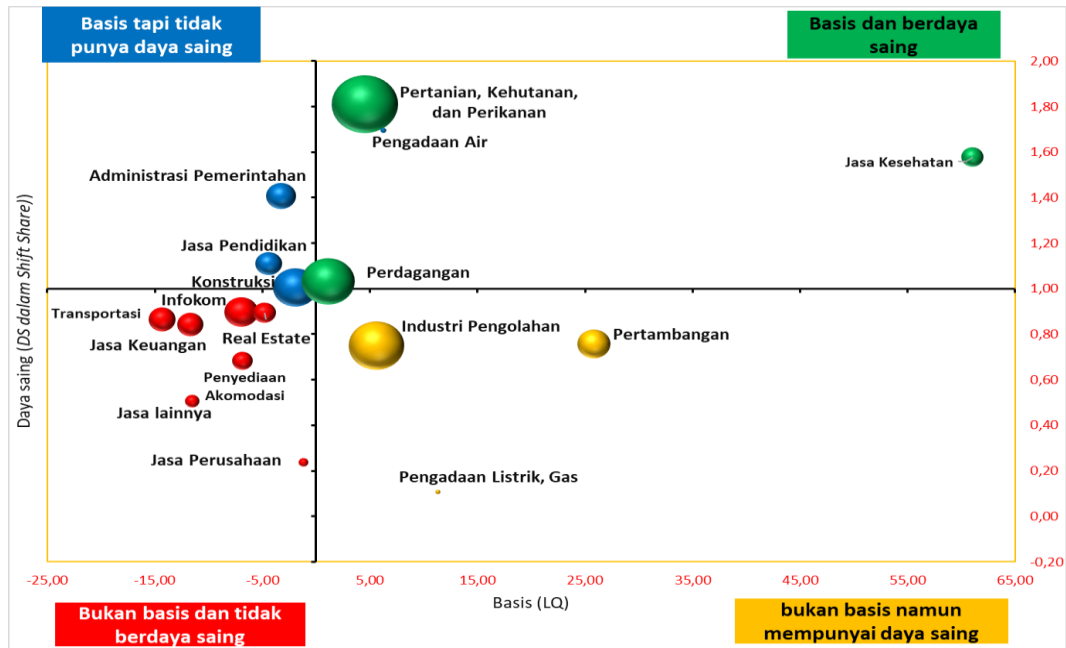 Basis tapi tidak
punya daya saing
Basis dan berdaya
saing
2,00
1,80
1,60
1,40
1,20
1,00
0,80
0,60
0,40
0,20
0,00
-0,20
Pertanian, Kehutanan,
dan Perikanan
Pengadaan Air
Jasa Kesehatan
Administrasi Pemerintahan
Jasa Pendidikan
Konstruksi
Perdagangan
Infokom
Transportasi
Jasa Keuangan
Real Estate
Industri Pengolahan
Pertambangan
Penyediaan
Akomodasi
Jasa lainnya
Jasa Perusahaan
Pengadaan Listrik, Gas
Daya saing (DS dalam Shift Share))
-25,00
-15,00
-5,00
5,00
15,00
25,00
35,00
45,00
55,00
65,00
Basis (LQ)
Bukan basis dan tidak
berdaya saing
bukan basis namun
mempunyai daya saing